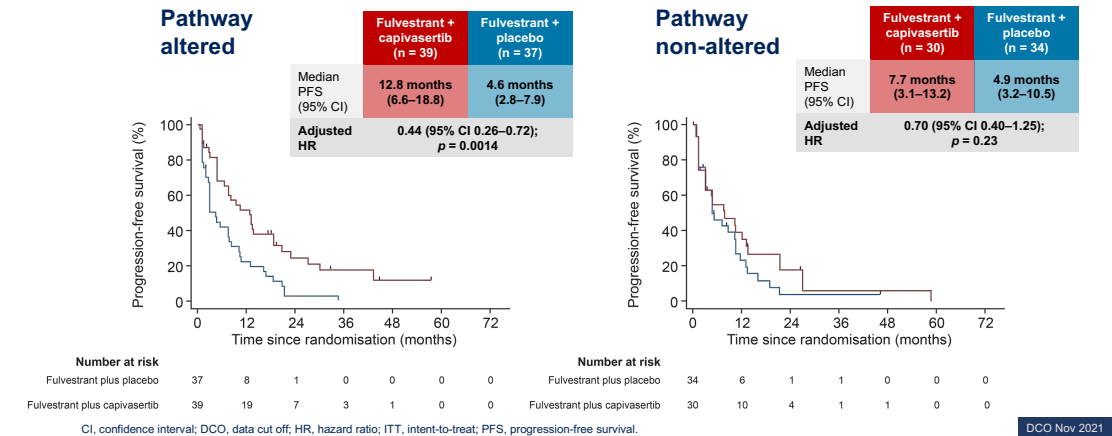 Pathway
altered
Fulvestrant +
capivasertib
(n = 39)
Fulvestrant +
placebo
(n = 37)
Median
PFS
(95% CI)
12.8 months
(6.6–18.8)
4.6 months
(2.8–7.9)
Adjusted
HR
0.44 (95% CI 0.26–0.72);
p = 0.0014
Progression-free survival (%)
100
80
60
40
20
0
0 12 24 36 48 60 72
Time since randomisation (months)
Number at risk
Fulvestrant plus placebo 37 8 1 0 0 0 0
Fulvestrant plus capivasertib 39 19 7 3 1 0 0
Pathway
non-altered
Fulvestrant +
capivasertib
(n = 30)
Fulvestrant +
placebo
(n = 34)
Median
PFS
(95% CI)
7.7 months
(3.1–13.2)
4.9 months
(3.2–10.5)
Adjusted
HR
0.70 (95% CI 0.40–1.25);
p = 0.23
Progression-free survival (%)
100
80
60
40
20
0
0 12 24 36 48 60 72
Time since randomisation (months)
Number at risk
Fulvestrant plus placebo 34 6 1 1 0 0 0
Fulvestrant plus capivasertib 30 10 4 1 1 0 0
CI, confidence interval; DCO, data cut off; HR, hazard ratio; ITT, intent-to-treat; PFS, progression-free survival.
DCO Nov 2021